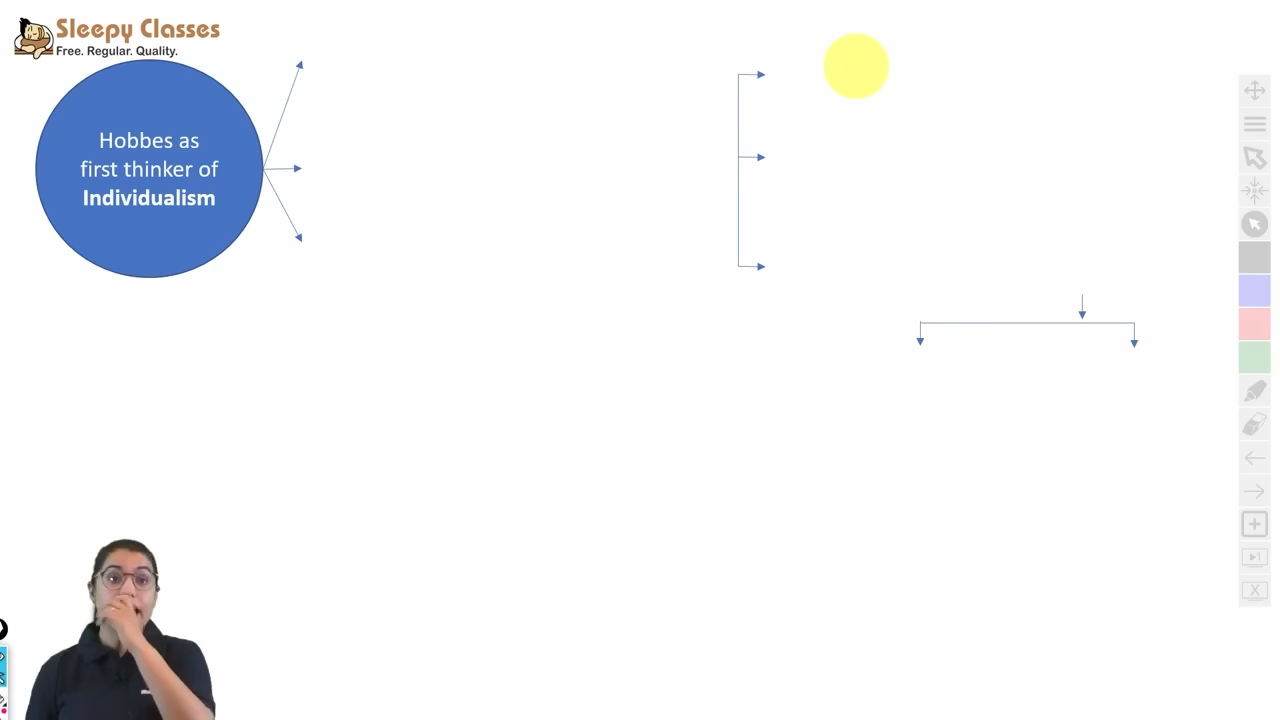 Sleepy Classes
Free. Regular. Quality.
Hobbes as
first thinker of
Individualism